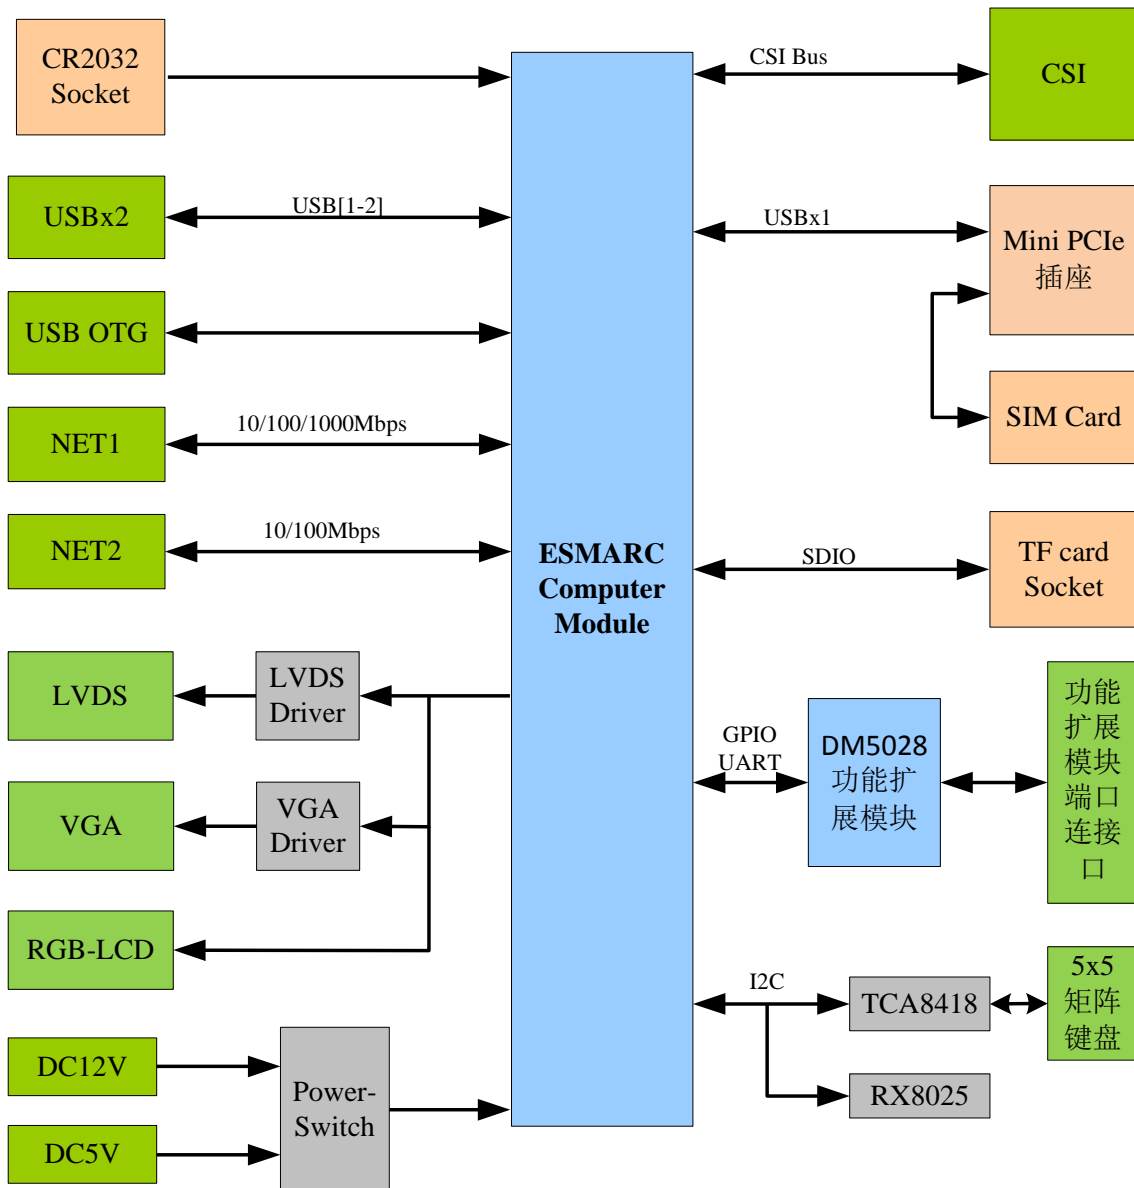 CR2032
Socket
USBx2
USB[1-2]
USB OTG
NET1
10/100/1000Mbps
NET2
10/100Mbps
LVDS
LVDS
Driver
VGA
VGA
Driver
RGB-LCD
DC12V
DC5V
Power-
Switch
ESMARC
Computer
Module
CSI Bus
CSI
USBx1
Mini PCIe
插座
SIM Card
SDIO
TF card
Socket
GPIO
UART
DM5028
功能扩
展模块
功能
扩展
模块
端口
连接
口
I2C
TCA8418
5x5
矩阵
键盘
RX8025